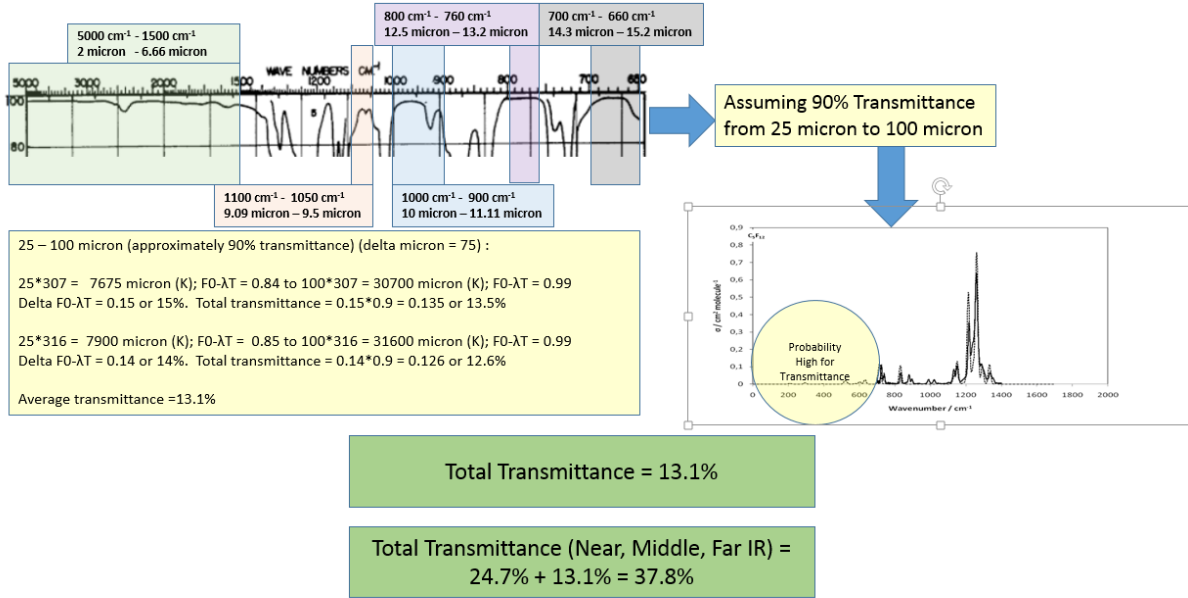 800 cm-1 - 760 cm-1
12.5 micron – 13.2 micron
700 cm-1 - 660 cm-1
14.3 micron – 15.2 micron
5000 cm-1 - 1500 cm-1
2 micron - 6.66 micron
WAVE NUMBERS CM-1
5000 3000 2000 1500 1200 1000 900 800 700 650
100
5
80
1100 cm-1 - 1050 cm-1
9.09 micron – 9.5 micron
1000 cm-1 - 900 cm-1
10 micron – 11.11 micron
Assuming 90% Transmittance
from 25 micron to 100 micron
25 – 100 micron (approximately 90% transmittance) (delta micron = 75) :
25*307 = 7675 micron (K); F0-λT = 0.84 to 100*307 = 30700 micron (K); F0-λT = 0.99
Delta F0-λT = 0.15 or 15%. Total transmittance = 0.15*0.9 = 0.135 or 13.5%
25*316 = 7900 micron (K); F0-λT = 0.85 to 100*316 = 31600 micron (K); F0-λT = 0.99
Delta F0-λT = 0.14 or 14%. Total transmittance = 0.14*0.9 = 0.126 or 12.6%
Average transmittance =13.1%
0,9
0,8
0,7
0,6
0,5
0,4
0,3
0,2
0,1
0
σ / cm2 molecule-1
Probability
High for
Transmittance
0 200 400 600 800 1000 1200 1400 1600 1800 2000
Wavenumber / cm-1
Total Transmittance = 13.1%
Total Transmittance (Near, Middle, Far IR) =
24.7% + 13.1% = 37.8%